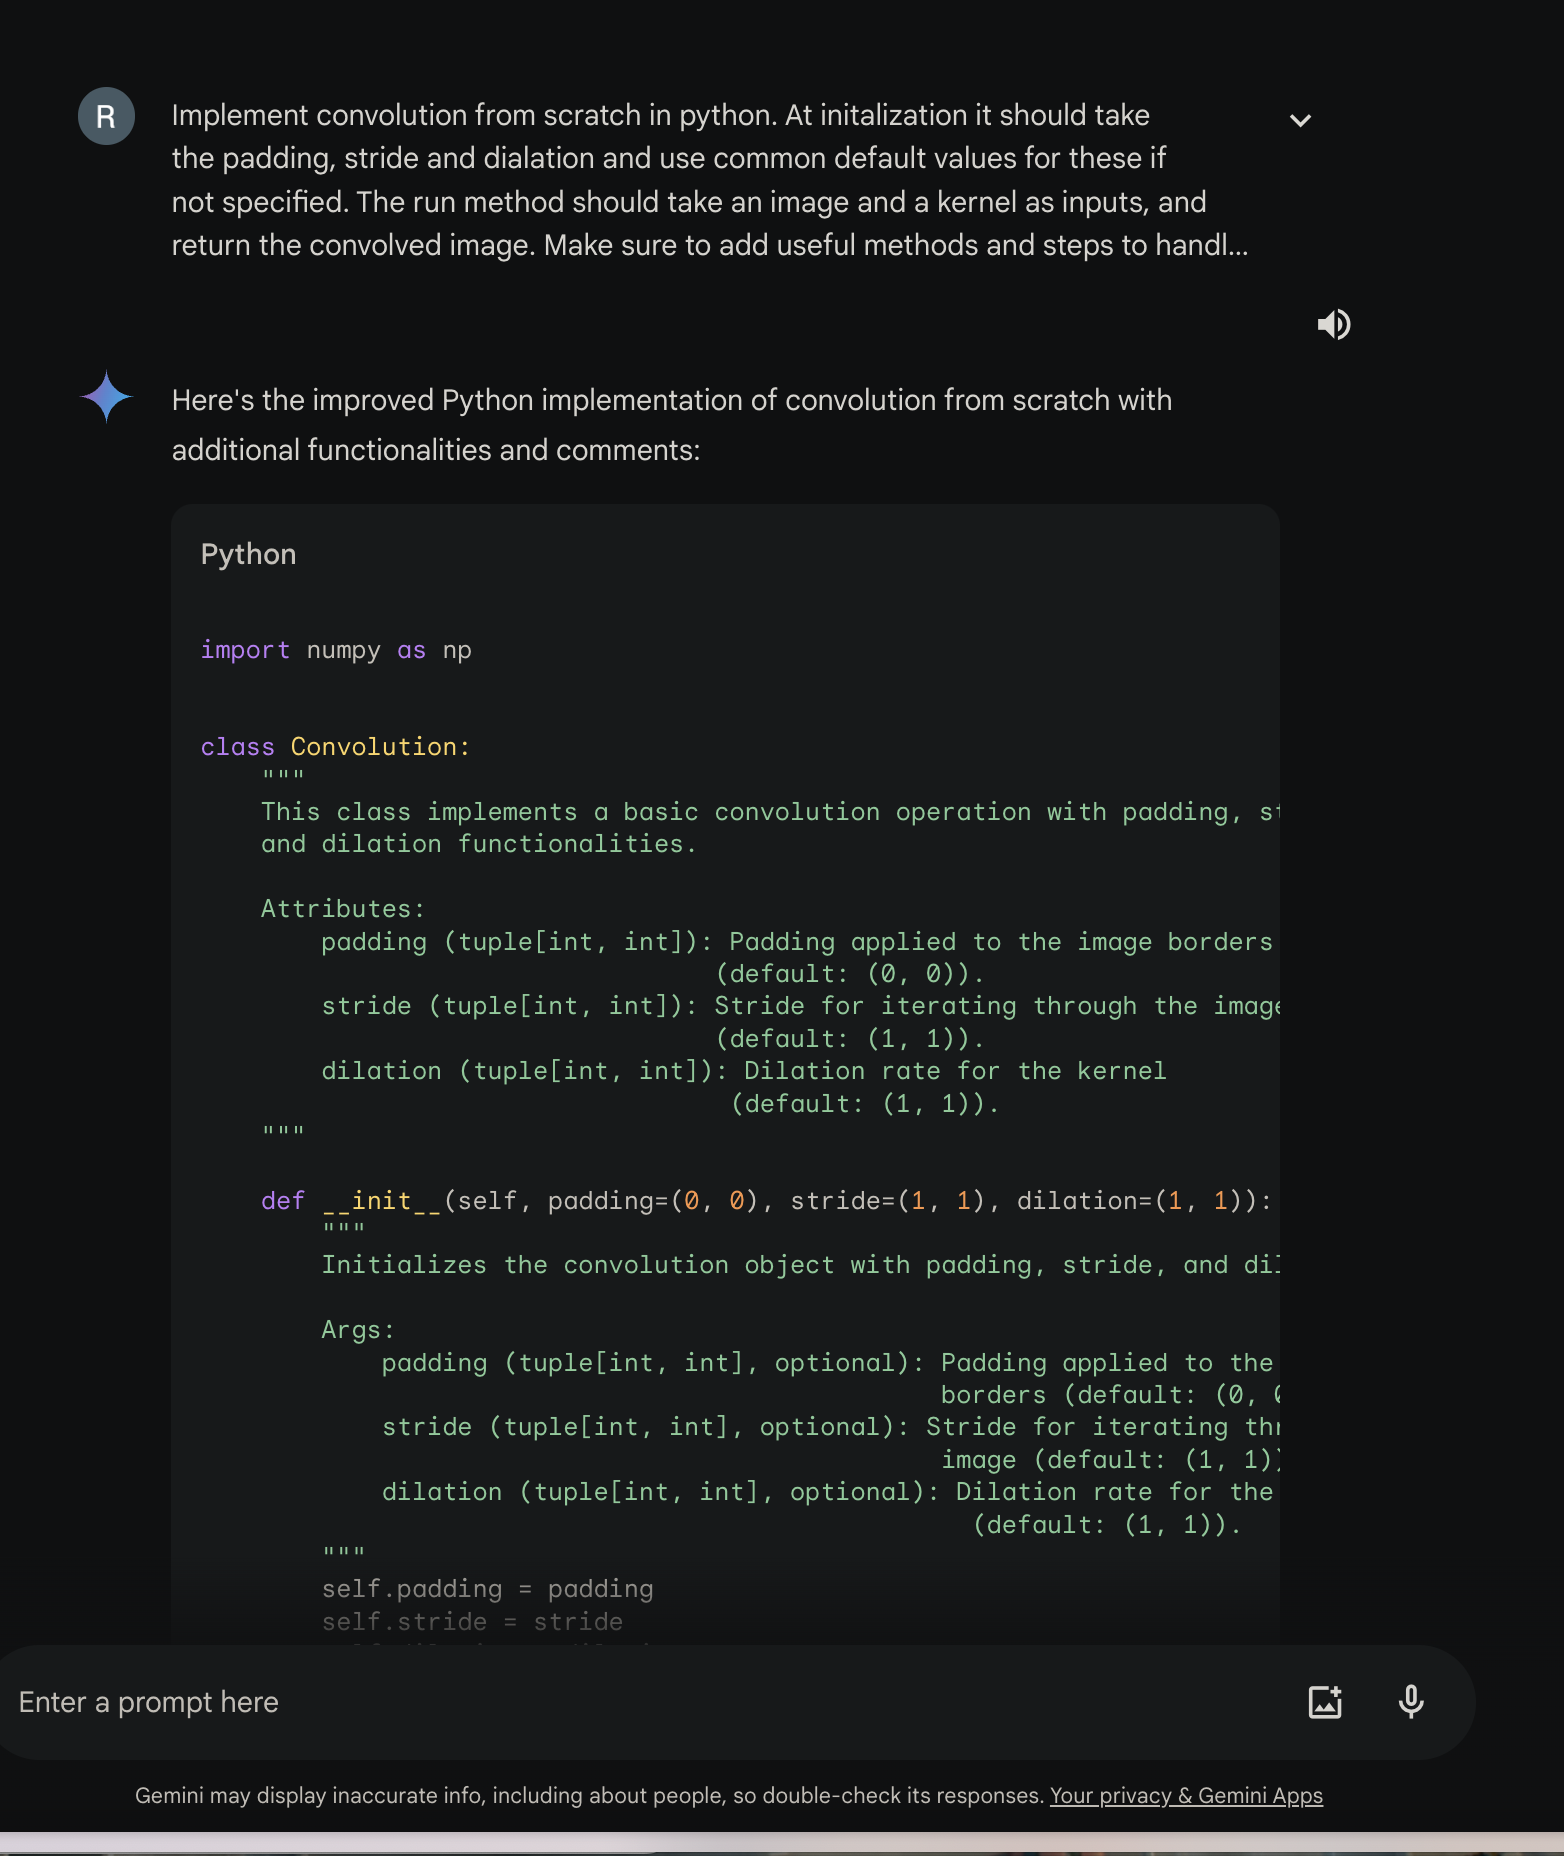 R
Implement convolution from scratch in python. At initalization it should take
the padding, stride and dialation and use common default values for these if
not specified. The run method should take an image and a kernel as inputs, and
return the convolved image. Make sure to add useful methods and steps to handl...
Here's the improved Python implementation of convolution from scratch with
additional functionalities and comments:
Python
import numpy as np
class Convolution:
"""
This class implements a basic convolution operation with padding,
and dilation functionalities.
Attributes:
padding (tuple[int, int]): Padding applied to the image borders
(default: (0, 0)).
stride (tuple[int, int]): Stride for iterating through the image
(default: (1, 1)).
dilation (tuple[int, int]): Dilation rate for the kernel
(default: (1, 1)).
"""
def __init__(self, padding=(0, 0), stride=(1, 1), dilation=(1, 1)):
"""
Initializes the convolution object with padding, stride, and
Args:
padding (tuple[int, int], optional): Padding applied to the
borders (default: (0, 0
stride (tuple[int, int], optional): Stride for iterating
image (default: (1, 1))
dilation (tuple[int, int], optional): Dilation rate for the
(default: (1, 1)).
"""
self.padding = padding
self.stride = stride
Enter a prompt here
Gemini may display inaccurate info, including about people, so double-check its responses. Your privacy & Gemini Apps